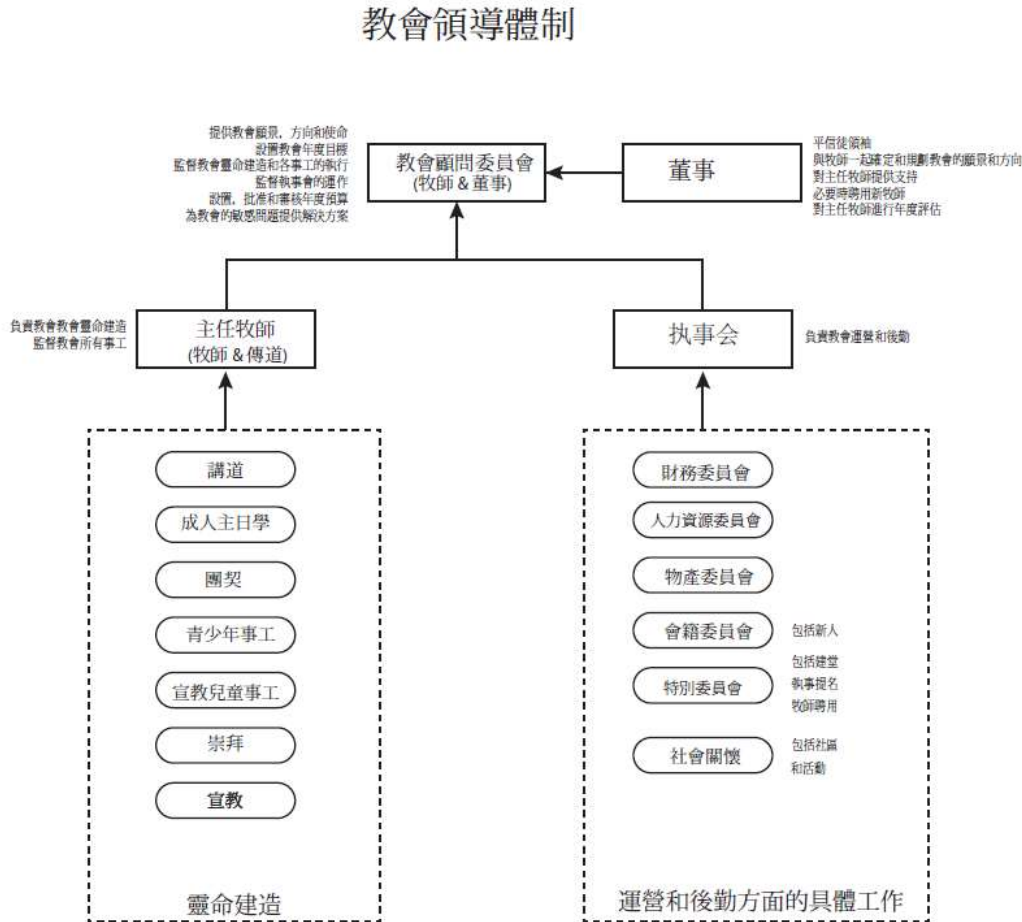 教會領導體制
提供教會願景，方向和使命
設置教會年度目標
監督教會靈命建造和各事工的執行
監督執事會的運作
設置，批准和審核年度預算
為教會的敏感問題提供解決方案
教會顧問委員會
(牧師 & 董事)
董事
平信徒領袖
與牧師一起確定和規劃教會的願景和方向
對主任牧師提供支持
必要時聘用新牧師
對主任牧師進行年度評估
負責教會教會靈命建造
監督教會所有事工
主任牧師
(牧師 & 傳道)
执事会
負責教會運營和後勤
講道
成人主日學
團契
青少年事工
宣教兒童事工
崇拜
宣教
靈命建造
財務委員會
人力資源委員會
物產委員會
會籍委員會
包括新人
特別委員會
包括建堂
執事提名
牧師聘用
社會關懷
包括社區
和活動
運營和後勤方面的具體工作